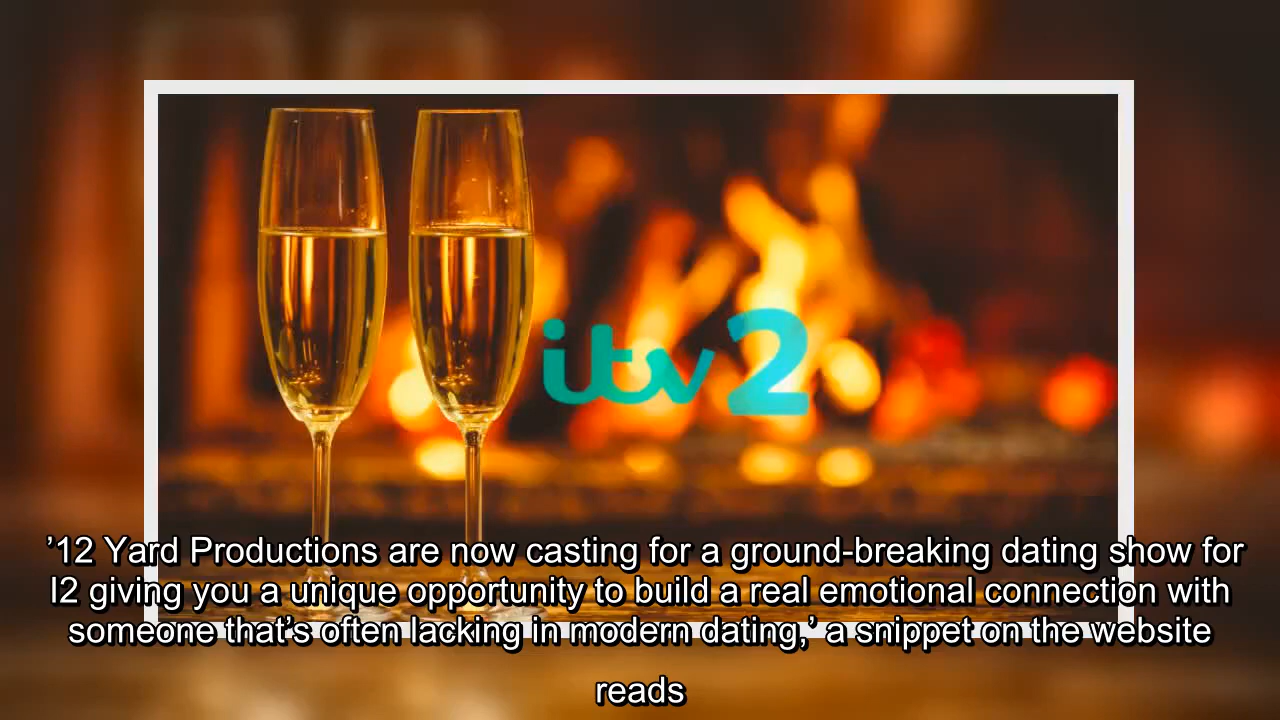 itv2
’12 Yard Productions are now casting for a ground-breaking dating show for
I2 giving you a unique opportunity to build a real emotional connection with
someone that’s often lacking in modern dating,’ a snippet on the website
reads